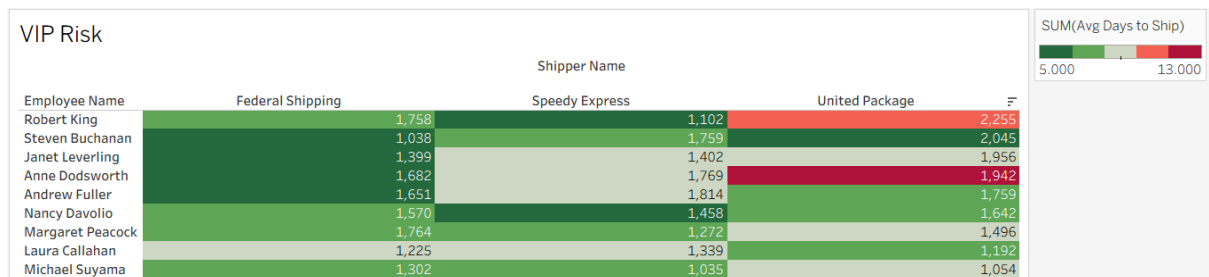 VIP Risk
SUM(Avg Days to Ship)
5.000 13.000
Shipper Name
Employee Name Federal Shipping Speedy Express United Package
Robert King 1,758 1,102 2,255
Steven Buchanan 1,038 1,759 2,045
Janet Leverling 1,399 1,402 1,956
Anne Dodsworth 1,682 1,769 1,942
Andrew Fuller 1,651 1,814 1,759
Nancy Davolio 1,570 1,458 1,642
Margaret Peacock 1,764 1,272 1,496
Laura Callahan 1,225 1,339 1,192
Michael Suyama 1,302 1,035 1,054